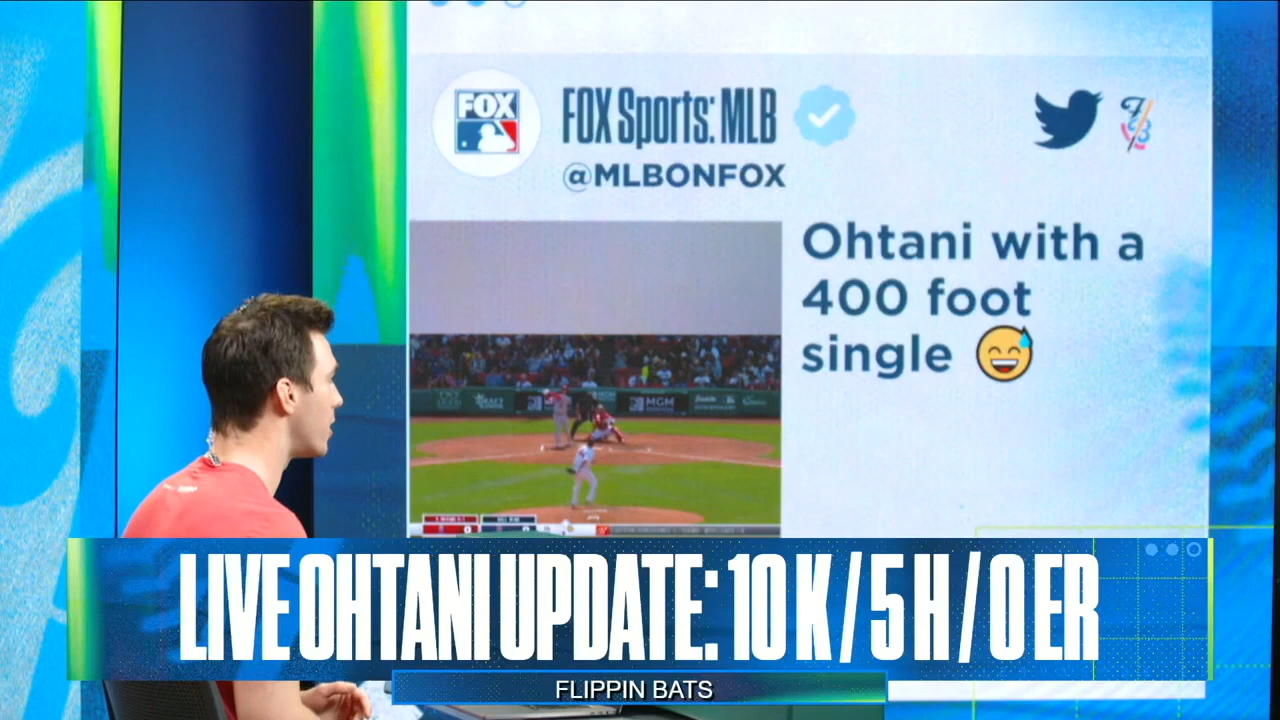 FOX
FOX Sports: MLB
@MLBONFOX
Ohtani with a
400 foot
single 😅
MGM
LIVE OHTANI UPDATE: 10 K / 5 H / 0 ER
FLIPPIN BATS